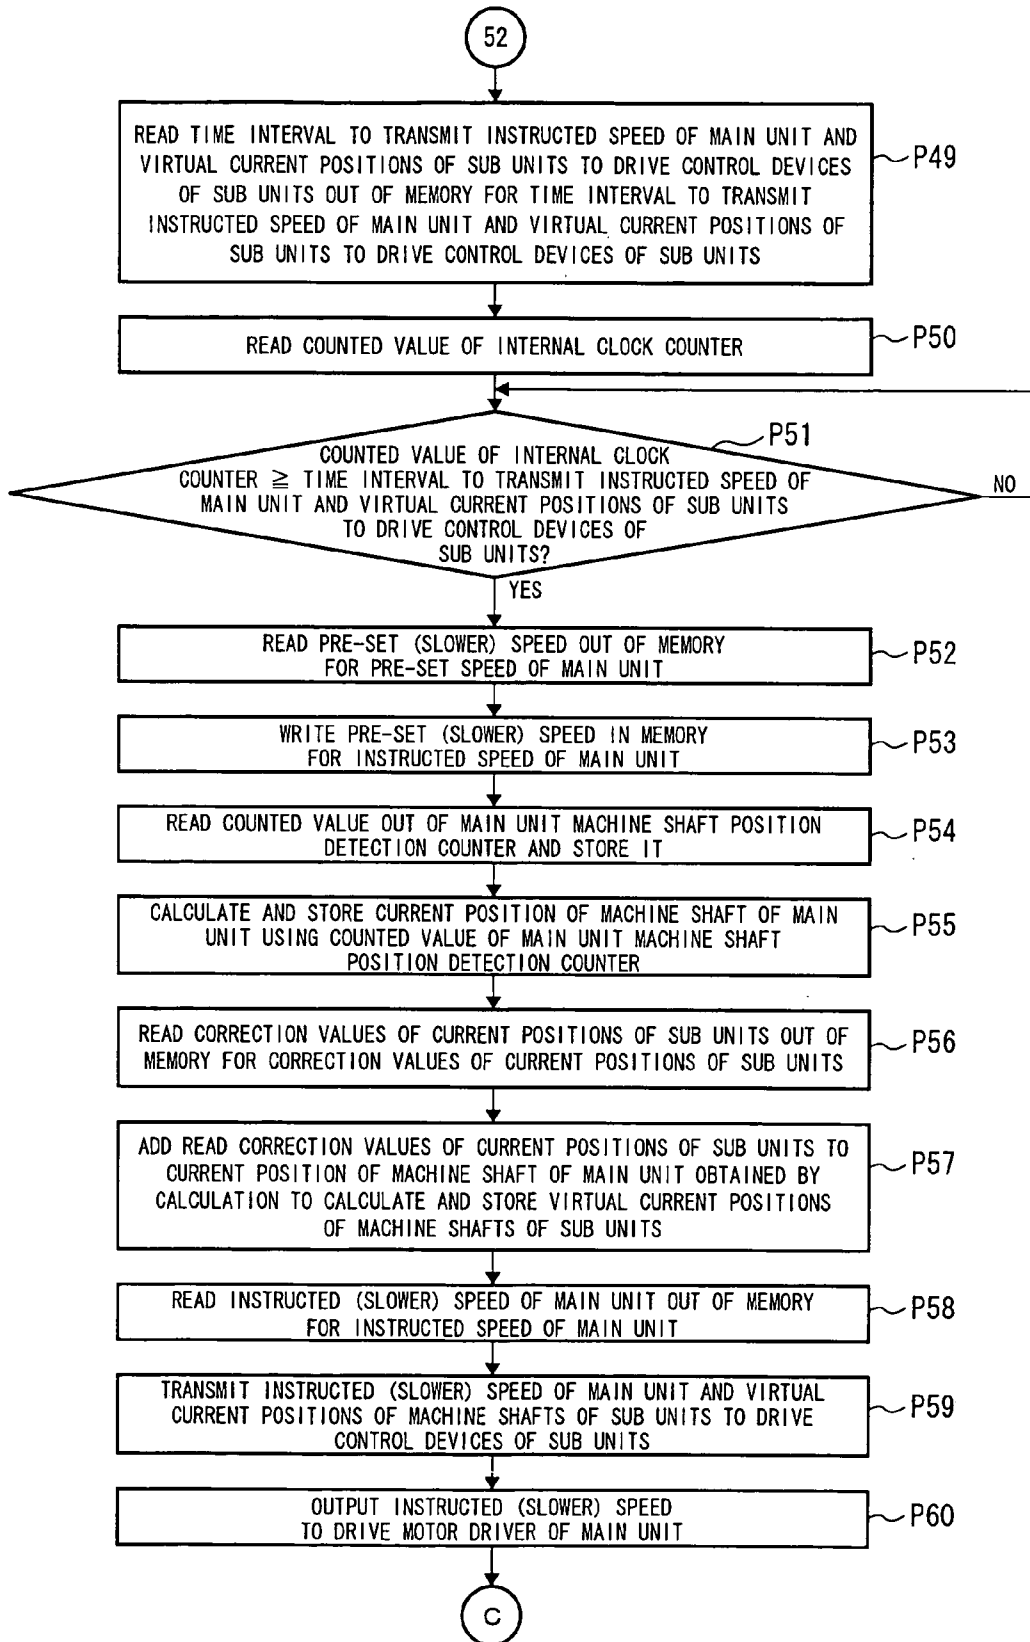 52
READ TIME INTERVAL TO TRANSMIT INSTRUCTED SPEED OF MAIN UNIT AND
VIRTUAL CURRENT POSITIONS OF SUB UNITS TO DRIVE CONTROL DEVICES
OF SUB UNITS OUT OF MEMORY FOR TIME INTERVAL TO TRANSMIT
INSTRUCTED SPEED OF MAIN UNIT AND VIRTUAL CURRENT POSITIONS OF
SUB UNITS TO DRIVE CONTROL DEVICES OF SUB UNITS
P49
READ COUNTED VALUE OF INTERNAL CLOCK COUNTER
P50
P51
COUNTED VALUE OF INTERNAL CLOCK
COUNTER ≧ TIME INTERVAL TO TRANSMIT INSTRUCTED SPEED OF
MAIN UNIT AND VIRTUAL CURRENT POSITIONS OF SUB UNITS
TO DRIVE CONTROL DEVICES OF
SUB UNITS?
NO
YES
READ PRE-SET (SLOWER) SPEED OUT OF MEMORY
FOR PRE-SET SPEED OF MAIN UNIT
P52
WRITE PRE-SET (SLOWER) SPEED IN MEMORY
FOR INSTRUCTED SPEED OF MAIN UNIT
P53
READ COUNTED VALUE OUT OF MAIN UNIT MACHINE SHAFT POSITION
DETECTION COUNTER AND STORE IT
P54
CALCULATE AND STORE CURRENT POSITION OF MACHINE SHAFT OF MAIN
UNIT USING COUNTED VALUE OF MAIN UNIT MACHINE SHAFT
POSITION DETECTION COUNTER
P55
READ CORRECTION VALUES OF CURRENT POSITIONS OF SUB UNITS OUT OF
MEMORY FOR CORRECTION VALUES OF CURRENT POSITIONS OF SUB UNITS
P56
ADD READ CORRECTION VALUES OF CURRENT POSITIONS OF SUB UNITS TO
CURRENT POSITION OF MACHINE SHAFT OF MAIN UNIT OBTAINED BY
CALCULATION TO CALCULATE AND STORE VIRTUAL CURRENT POSITIONS
OF MACHINE SHAFTS OF SUB UNITS
P57
READ INSTRUCTED (SLOWER) SPEED OF MAIN UNIT OUT OF MEMORY
FOR INSTRUCTED SPEED OF MAIN UNIT
P58
TRANSMIT INSTRUCTED (SLOWER) SPEED OF MAIN UNIT AND VIRTUAL
CURRENT POSITIONS OF MACHINE SHAFTS OF SUB UNITS TO DRIVE
CONTROL DEVICES OF SUB UNITS
P59
OUTPUT INSTRUCTED (SLOWER) SPEED
TO DRIVE MOTOR DRIVER OF MAIN UNIT
P60
C